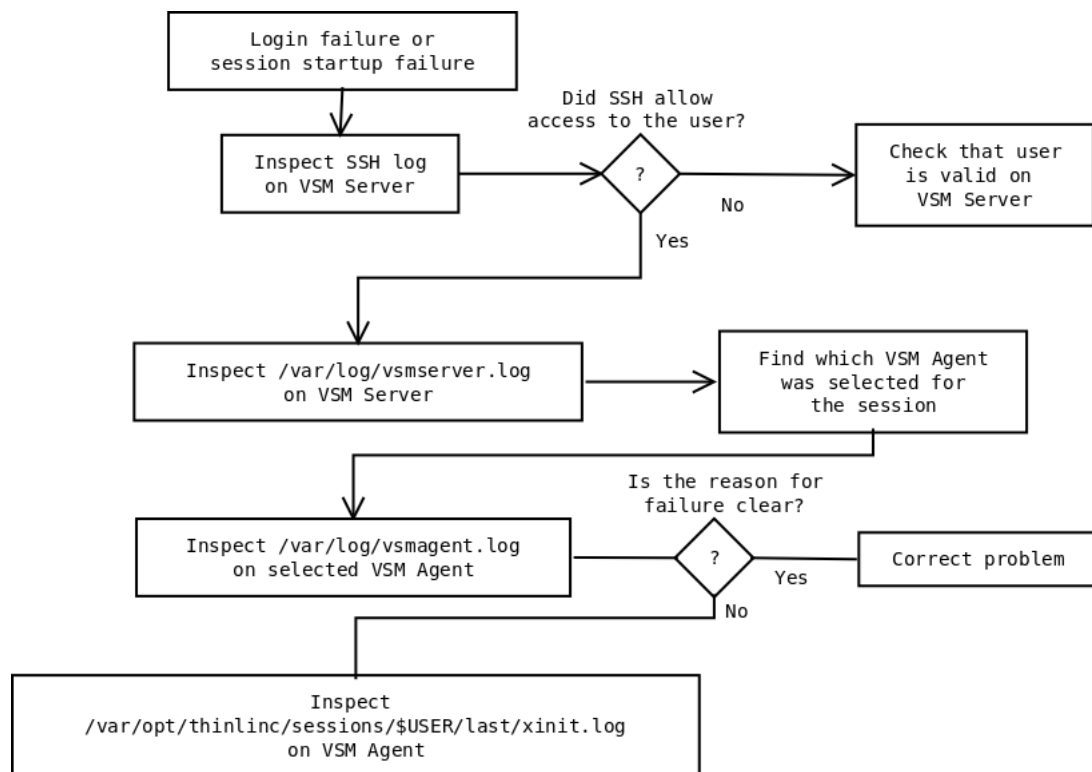 Login failure or
session startup failure
Did SSH allow
access to the user?
Inspect SSH log
on VSM Server
?
No
Yes
Check that user
is valid on
VSM Server
Inspect /var/log/vsmserver.log
on VSM Server
Find which VSM Agent
was selected for
the session
Is the reason for
failure clear?
Inspect /var/log/vsmagent.log
on selected VSM Agent
?
Yes
No
Correct problem
Inspect
/var/opt/thinlinc/sessions/$USER/last/xinit.log
on VSM Agent